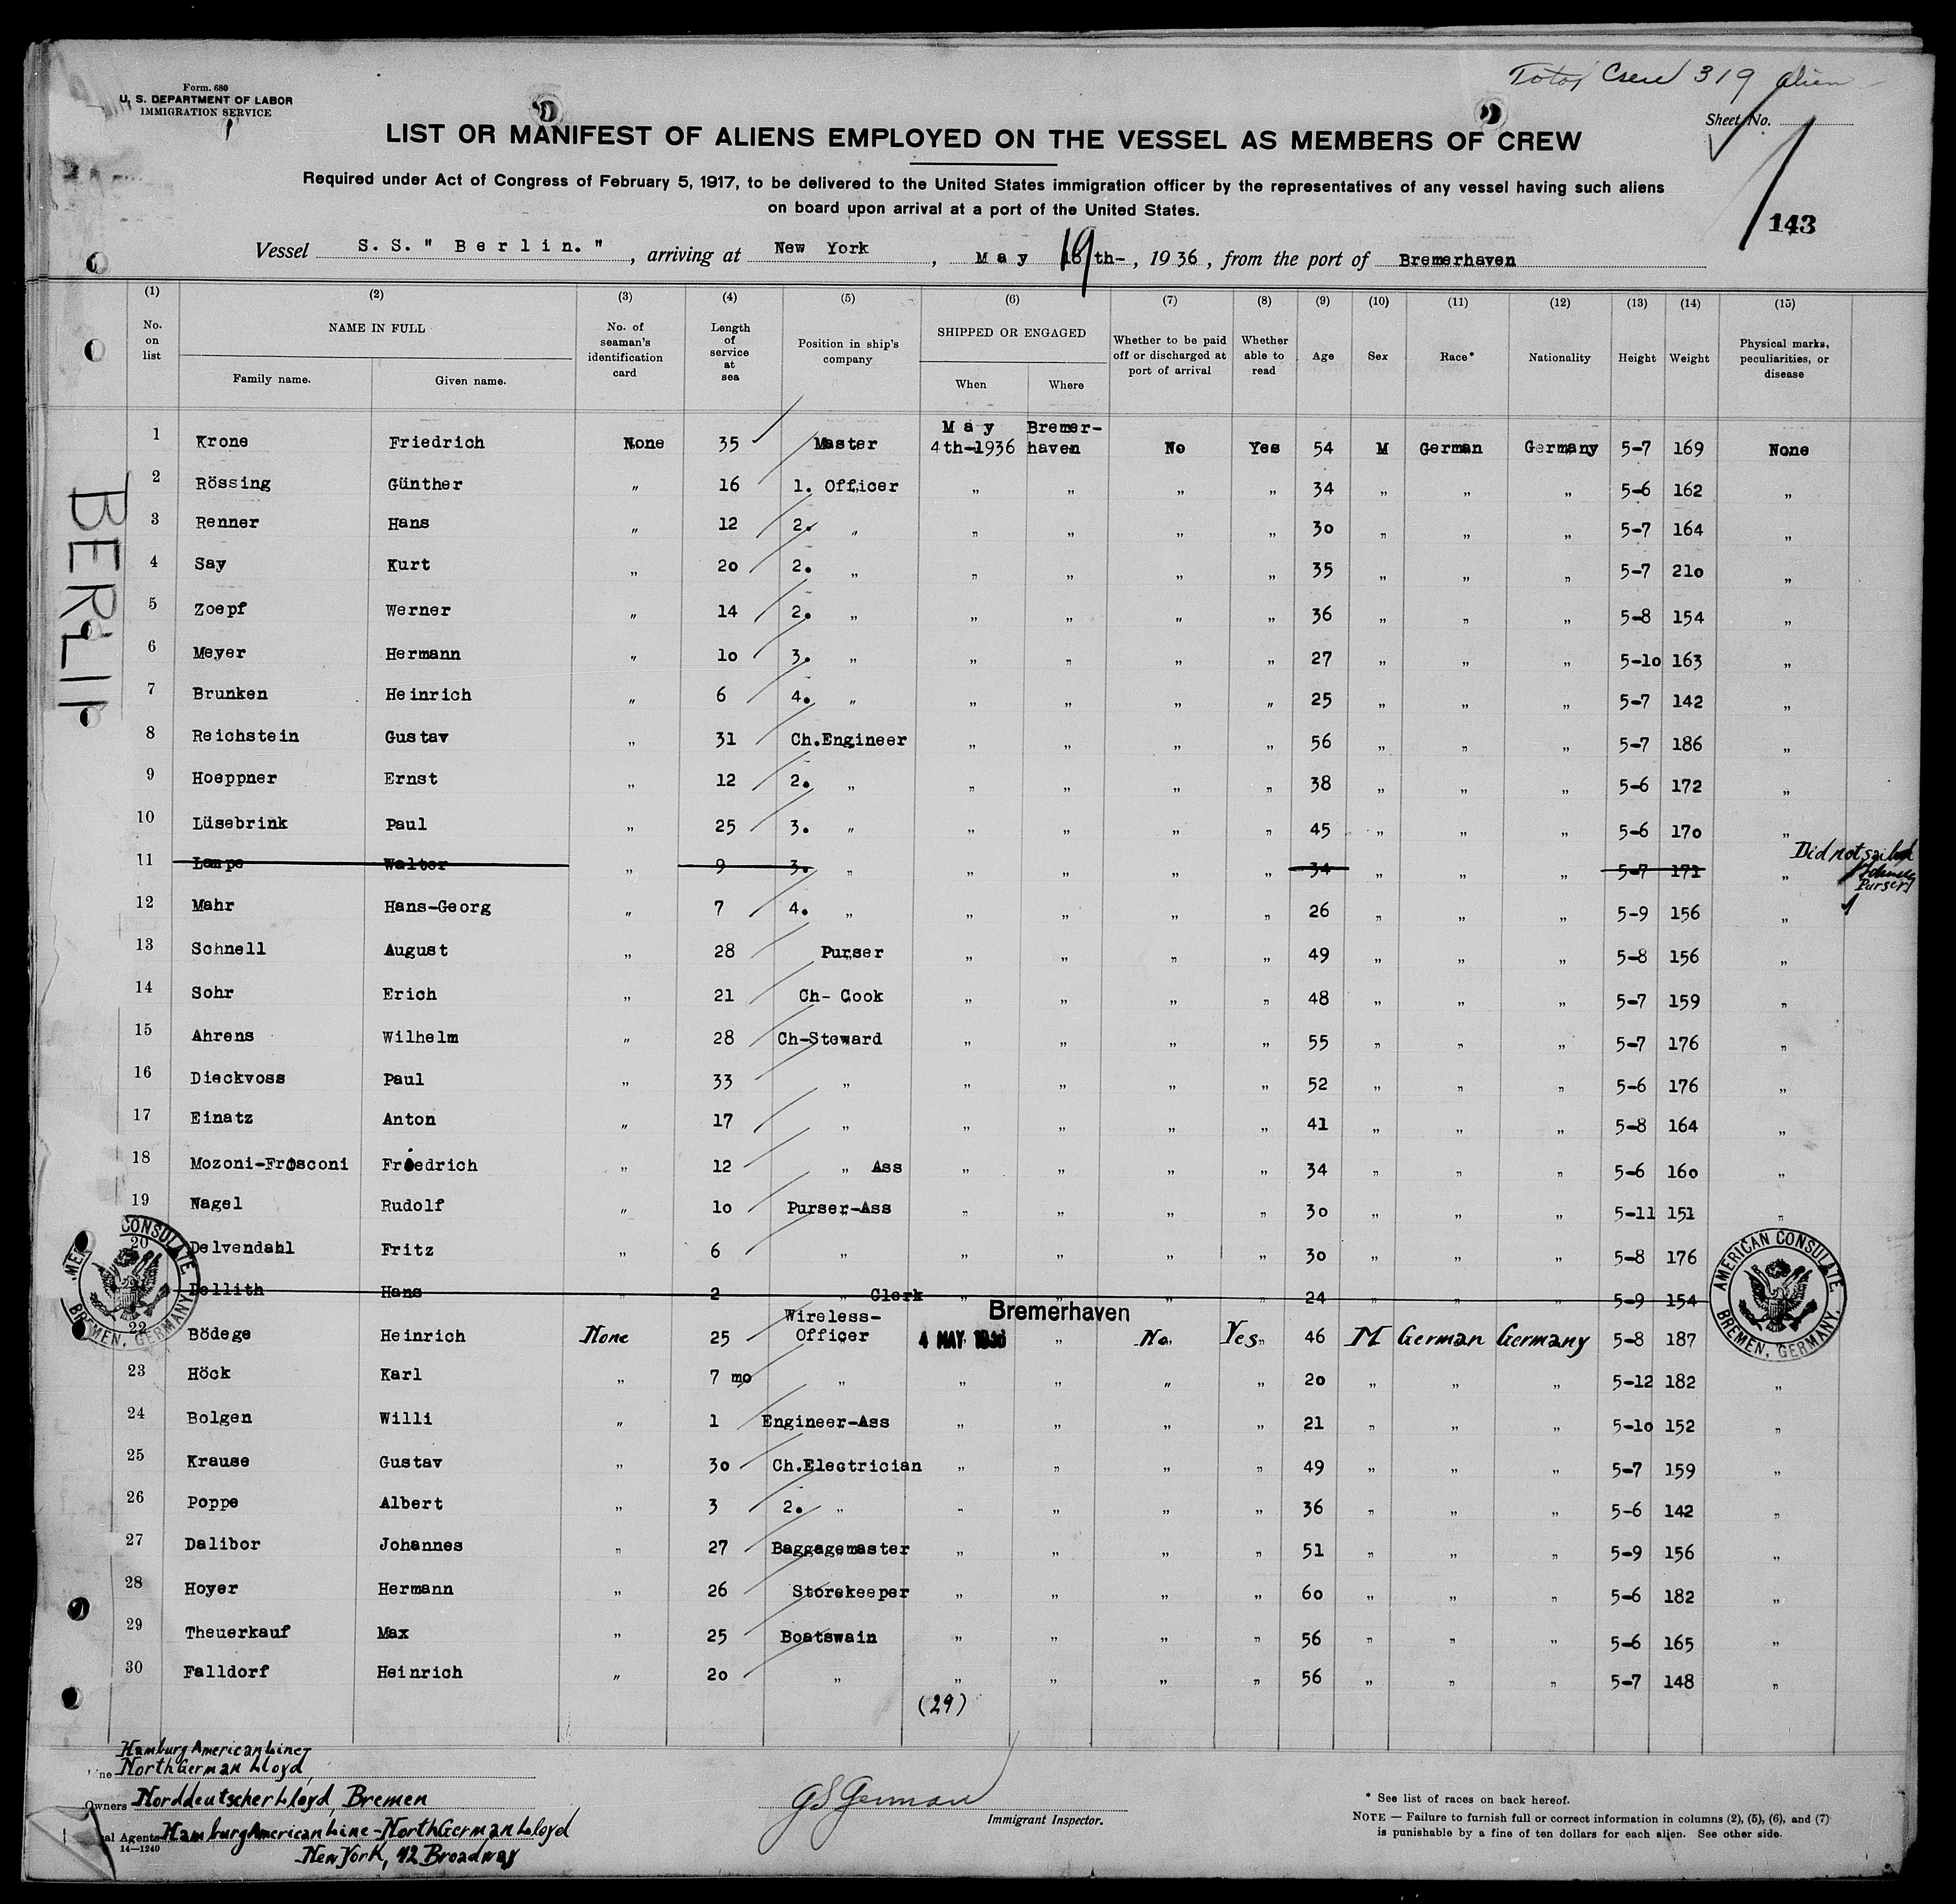 Total Crew 319 alien
Form. 680
U. S. DEPARTMENT OF LABOR
IMMIGRATION SERVICE
Sheet No.
LIST OR MANIFEST OF ALIENS EMPLOYED ON THE VESSEL AS MEMBERS OF CREW
Required under Act of Congress of February 5, 1917, to be delivered to the United States immigration officer by the representatives of any vessel having such aliens
on board upon arrival at a port of the United States.
143
Vessel S. S. " B e r l i n . " , arriving at New York , M a y 19th- , 1936 , from the port of Bremerhaven
(1) (2) (3) (4) (5) (6) (7) (8) (9) (10) (11) (12) (13) (14) (15)
No. on list
NAME IN FULL
Family name. Given name.
No. of seaman's identification card
Length of service at sea
Position in ship's company
SHIPPED OR ENGAGED
When Where
Whether to be paid off or discharged at port of arrival
Whether able to read
Age
Sex
Race*
Nationality
Height
Weight
Physical marks, peculiarities, or disease
BERLIN
1 Krone Friedrich None 35 Master M a y 4th-1936 Bremer-haven No Yes 54 M German Germany 5-7 169 None
2 Rössing Günther " 16 1. Officer " " " " 34 " " " 5-6 162 "
3 Renner Hans " 12 2. " " " " " 30 " " " 5-7 164 "
4 Say Kurt " 20 2. " " " " " 35 " " " 5-7 210 "
5 Zoepf Werner " 14 2. " " " " " 36 " " " 5-8 154 "
6 Meyer Hermann " 10 3. " " " " " 27 " " " 5-10 163 "
7 Brunken Heinrich " 6 4. " " " " " 25 " " " 5-7 142 "
8 Reichstein Gustav " 31 Ch.Engineer " " " " 56 " " " 5-7 186 "
9 Hoeppner Ernst " 12 2. " " " " " 38 " " " 5-6 172 "
10 Lüsebrink Paul " 25 3. " " " " " 45 " " " 5-6 170 "
11 Lampe Walter " 9 3. " " " " " 34 " " " 5-7 171 " Did not sail
Purser
12 Mahr Hans-Georg " 7 4. " " " " " 26 " " " 5-9 156 "
13 Schnell August " 28 Purser " " " " 49 " " " 5-8 156 "
14 Sohr Erich " 21 Ch- Cook " " " " 48 " " " 5-7 159 "
15 Ahrens Wilhelm " 28 Ch-Steward " " " " 55 " " " 5-7 176 "
16 Dieckvoss Paul " 33 " " " " " 52 " " " 5-6 176 "
17 Einatz Anton " 17 " " " " " 41 " " " 5-8 164 "
18 Mozoni-Frosconi Friedrich " 12 " Ass " " " " 34 " " " 5-6 160 "
19 Nagel Rudolf " 10 Purser-Ass " " " " 30 " " " 5-11 151 "
20 Delvendahl Fritz " 6 " " " " " 30 " " " 5-8 176
Dellith Hans 2 " Clerk " " " " 24 " " " 5-9 154
22 Bödege Heinrich None 25 Wireless-Officer 4 MAY 1936 Bremerhaven " No " Yes " 46 M German Germany 5-8 187
AMERICAN CONSULATE
BREMEN, GERMANY
AMERICAN CONSULATE
BREMEN, GERMANY
23 Höck Karl " 7 mo " " " " " 20 " " " 5-12 182 "
24 Bolgen Willi " 1 Engineer-Ass " " " " 21 " " " 5-10 152 "
25 Krause Gustav " 30 Ch.Electrician " " " " 49 " " " 5-7 159 "
26 Poppe Albert " 3 2. " " " " " 36 " " " 5-6 142 "
27 Dalibor Johannes " 27 Baggagemaster " " " " 51 " " " 5-9 156 "
28 Hoyer Hermann " 26 Storekeeper " " " " 60 " " " 5-6 182 "
29 Theuerkauf Max " 25 Boatswain " " " " 56 " " " 5-6 165 "
30 Falldorf Heinrich " 20 " " " " " 56 " " " 5-7 148 "
(29)
Hamburg American Line,
North German Lloyd,
Owners Norddeutscher Lloyd, Bremen
al Agents Hamburg American Line - North German Lloyd
14—1240
New York, 42 Broadway
GS German
Immigrant Inspector.
* See list of races on back hereof.
NOTE — Failure to furnish full or correct information in columns (2), (5), (6), and (7)
is punishable by a fine of ten dollars for each alien. See other side.